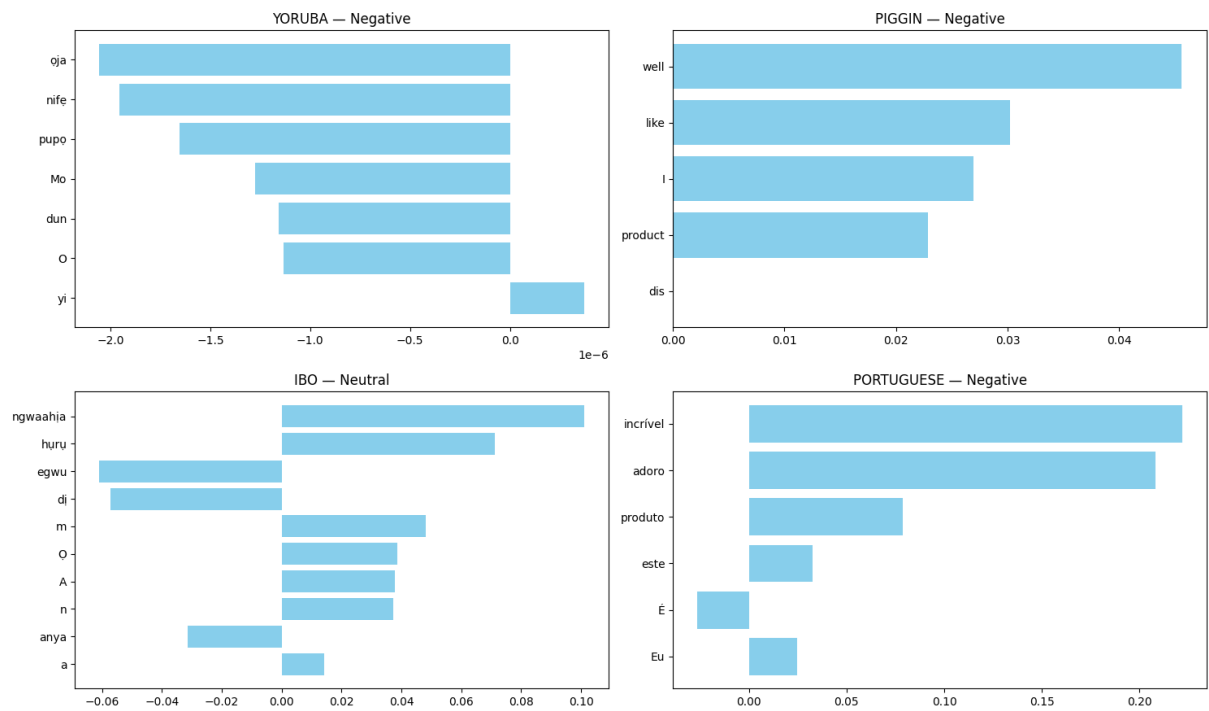 YORUBA — Negative
ọja
nifẹ
pupọ
Mo
dun
O
yi
−2.0 −1.5 −1.0 −0.5 0.0
1e−6
PIGGIN — Negative
well
like
I
product
dis
0.00 0.01 0.02 0.03 0.04
IBO — Neutral
ngwaahịa
hụrụ
egwu
dị
m
Ọ
A
n
anya
a
−0.06 −0.04 −0.02 0.00 0.02 0.04 0.06 0.08 0.10
PORTUGUESE — Negative
incrível
adoro
produto
este
É
Eu
0.00 0.05 0.10 0.15 0.20